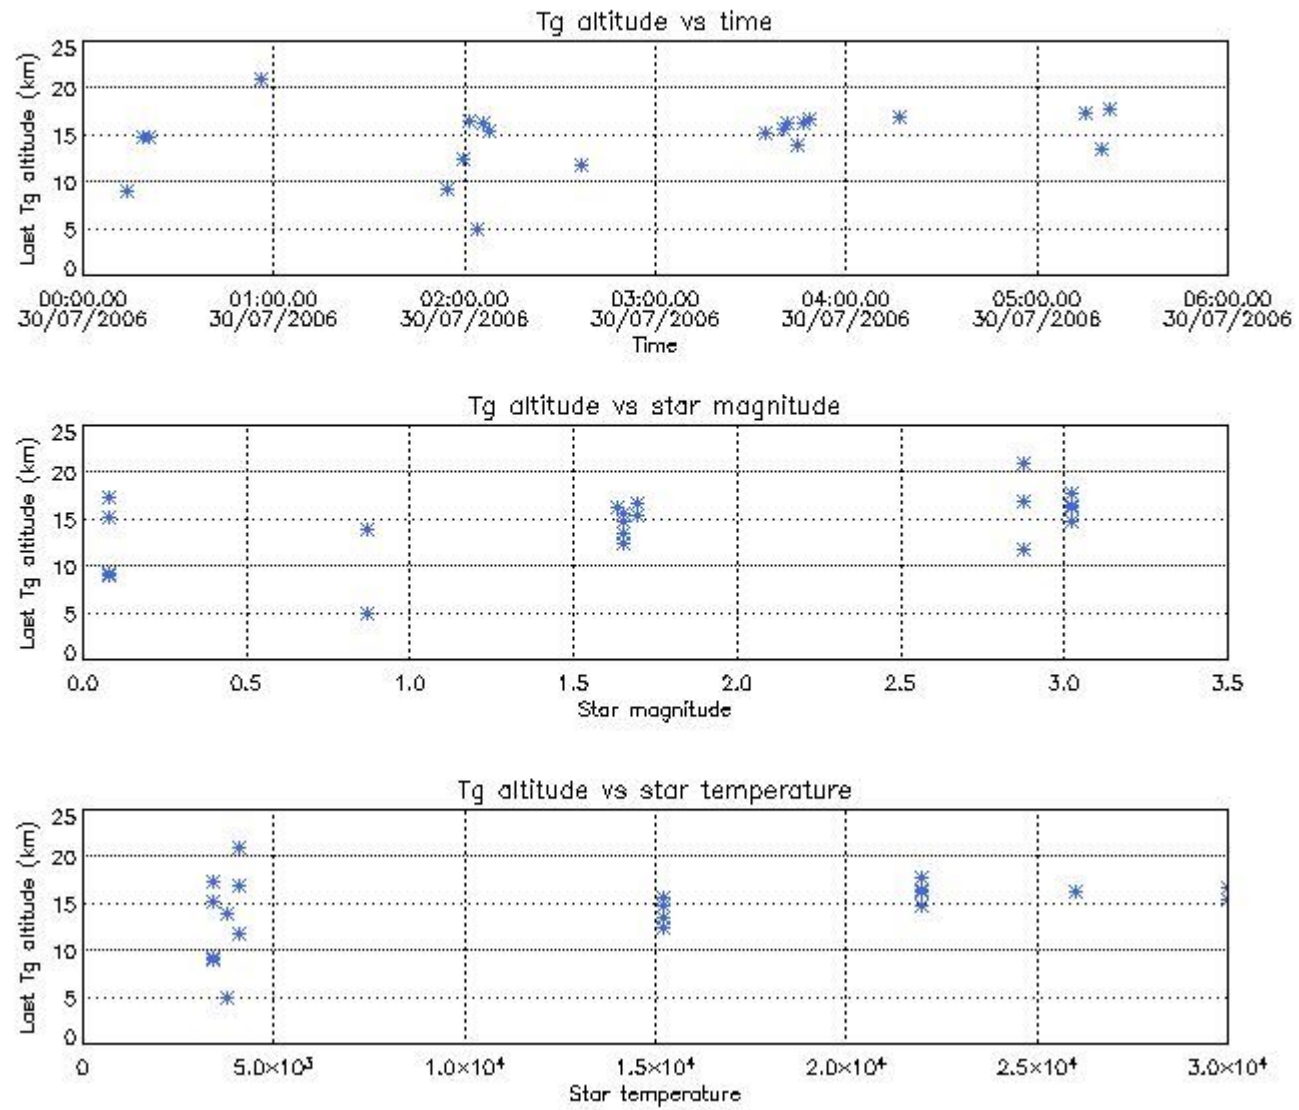 Tg altitude vs time
Last Tg altitude (km)
25
20
15
10
5
0
00:00.00 01:00.00 02:00.00 03:00.00 04:00.00 05:00.00 06:00.00
30/07/2006 30/07/2006 30/07/2006 30/07/2006 30/07/2006 30/07/2006 30/07/2006
Time
Tg altitude vs star magnitude
Last Tg altitude (km)
25
20
15
10
5
0
0.0 0.5 1.0 1.5 2.0 2.5 3.0 3.5
Star magnitude
Tg altitude vs star temperature
Last Tg altitude (km)
25
20
15
10
5
0
0 5.0×10³ 1.0×10⁴ 1.5×10⁴ 2.0×10⁴ 2.5×10⁴ 3.0×10⁴
Star temperature